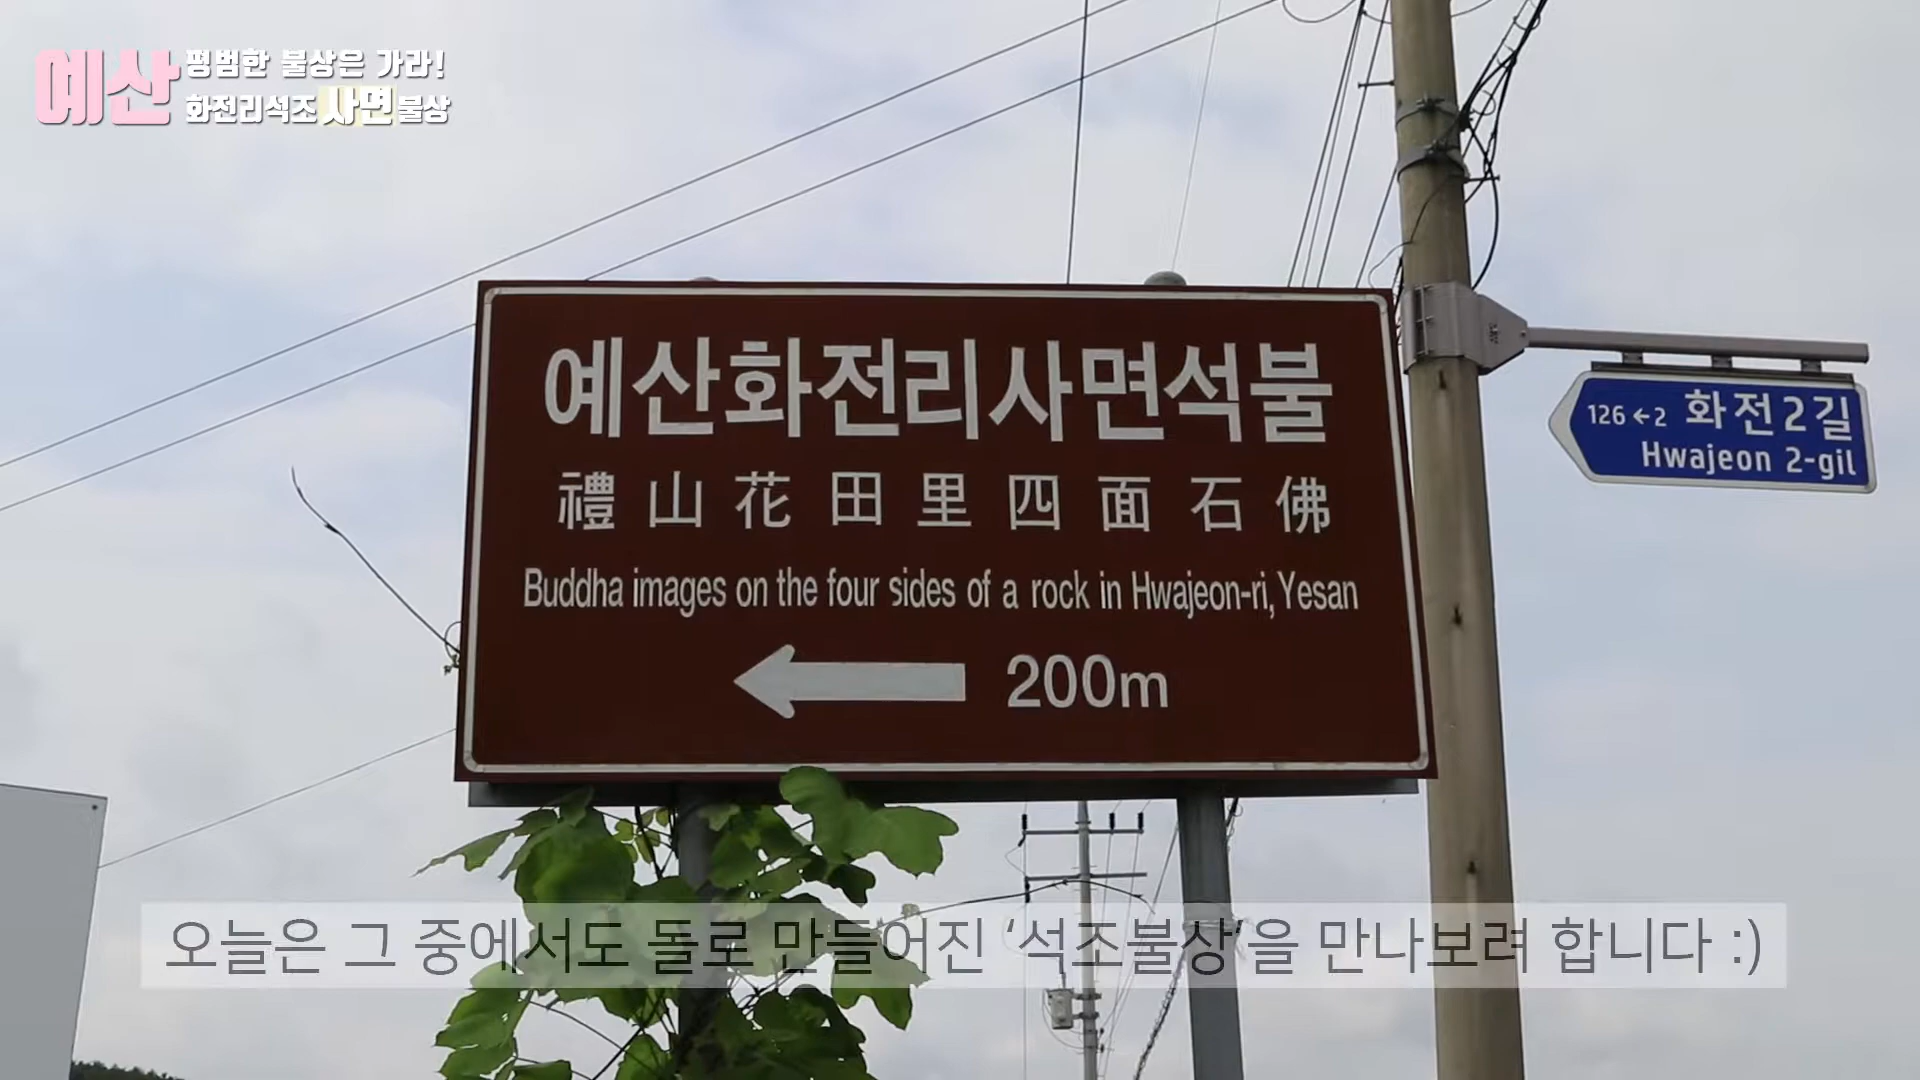 예산 평범한 불상은 가라!
화전리석조사면불상
예산화전리사면석불
禮山花田里四面石佛
Buddha images on the four sides of a rock in Hwajeon-ri, Yesan
200m
126 ← 2 화전2길
Hwajeon 2-gil
오늘은 그 중에서도 돌로 만들어진 ‘석조불상’을 만나보려 합니다 :)